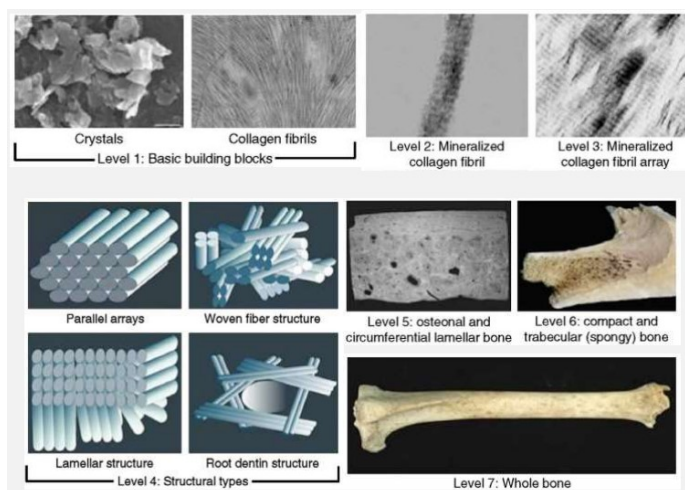 Crystals
Collagen fibrils
Level 1: Basic building blocks
Level 2: Mineralized
collagen fibril
Level 3: Mineralized
collagen fibril array
Parallel arrays
Woven fiber structure
Lamellar structure
Root dentin structure
Level 4: Structural types
Level 5: osteonal and
circumferential lamellar bone
Level 6: compact and
trabecular (spongy) bone
Level 7: Whole bone